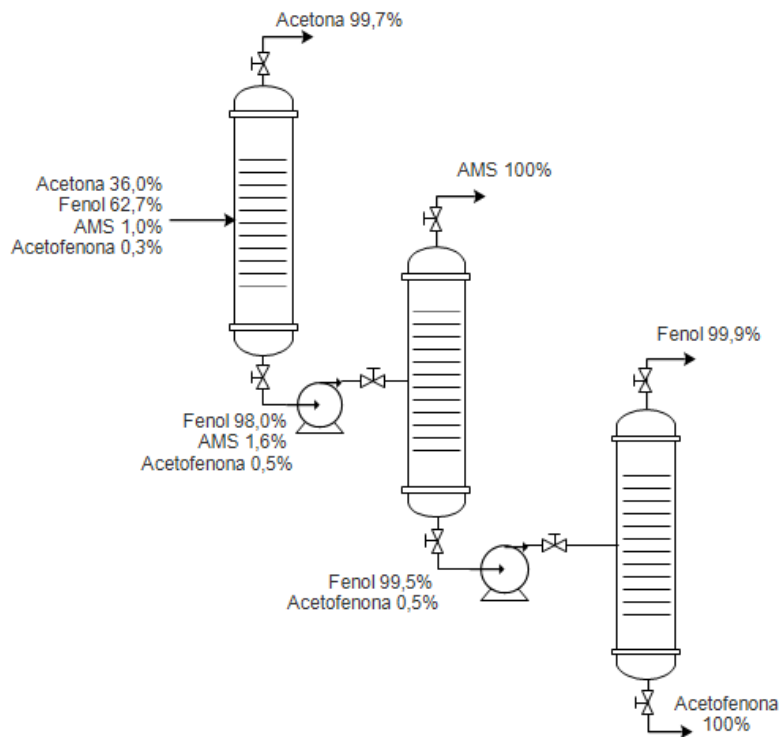 Acetona 99,7%
Acetona 36,0%
Fenol 62,7%
AMS 1,0%
Acetofenona 0,3%
AMS 100%
Fenol 98,0%
AMS 1,6%
Acetofenona 0,5%
Fenol 99,9%
Fenol 99,5%
Acetofenona 0,5%
Acetofenona
100%